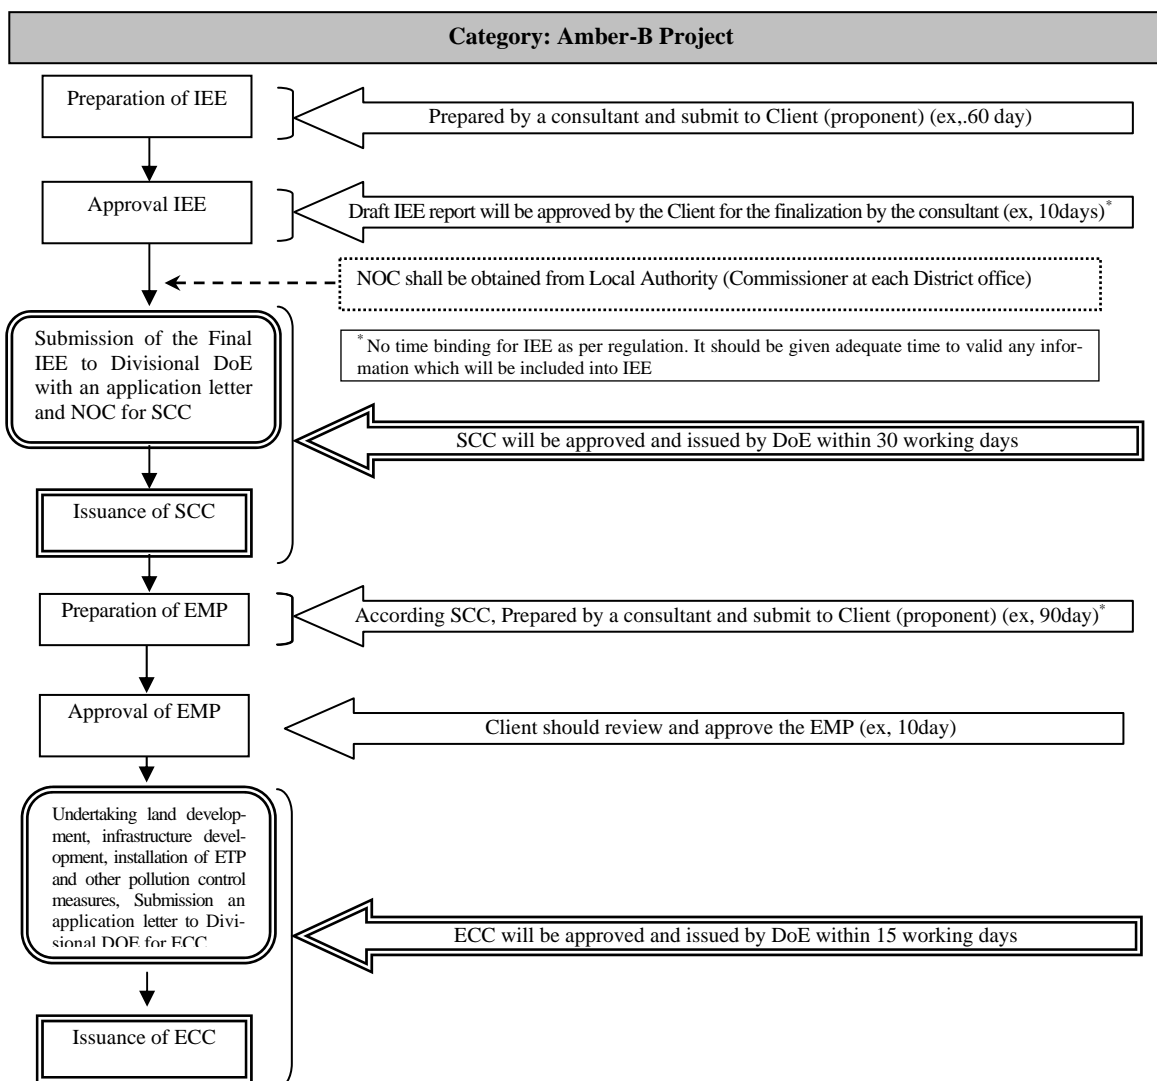 Category: Amber-B Project
Preparation of IEE
Prepared by a consultant and submit to Client (proponent) (ex,.60 day)
Approval IEE
Draft IEE report will be approved by the Client for the finalization by the consultant (ex, 10days)*
NOC shall be obtained from Local Authority (Commissioner at each District office)
Submission of the Final
IEE to Divisional DoE
with an application letter
and NOC for SCC
* No time binding for IEE as per regulation. It should be given adequate time to valid any infor-
mation which will be included into IEE
SCC will be approved and issued by DoE within 30 working days
Issuance of SCC
Preparation of EMP
According SCC, Prepared by a consultant and submit to Client (proponent) (ex, 90day)*
Approval of EMP
Client should review and approve the EMP (ex, 10day)
Undertaking land develop-
ment, infrastructure devel-
opment, installation of ETP
and other pollution control
measures, Submission an
application letter to Divi-
sional DOE for ECC
ECC will be approved and issued by DoE within 15 working days
Issuance of ECC